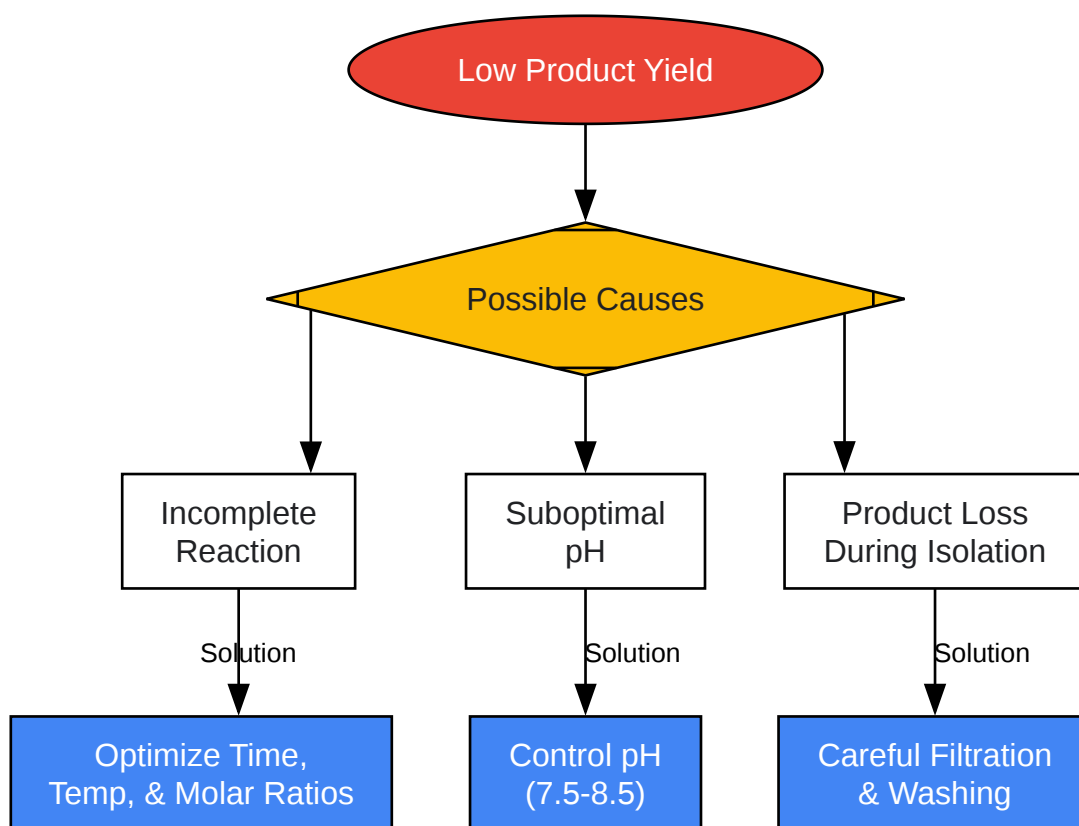 Low Product Yield
Possible Causes
Incomplete
Reaction
Suboptimal
pH
Product Loss
During Isolation
Solution
Solution
Solution
Optimize Time,
Temp, & Molar Ratios
Control pH
(7.5-8.5)
Careful Filtration
& Washing